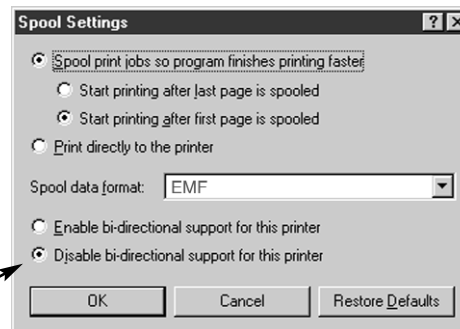 Spool Settings
Spool print jobs so program finishes printing faster
Start printing after last page is spooled
Start printing after first page is spooled
Print directly to the printer
Spool data format: EMF
Enable bi-directional support for this printer
Disable bi-directional support for this printer
OK Cancel Restore Defaults